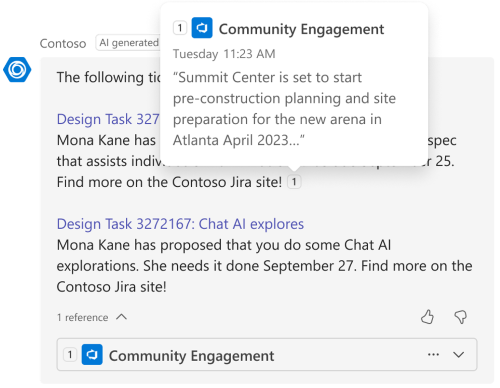 Contoso AI generated
1 Community Engagement
Tuesday 11:23 AM
“Summit Center is set to start
pre-construction planning and site
preparation for the new arena in
Atlanta April 2023...”
The following
Design Task 327
Mona Kane has spec
that assists 25.
Find more on the Contoso Jira site! 1
Design Task 3272167: Chat AI explores
Mona Kane has proposed that you do some Chat AI
explorations. She needs it done September 27. Find more on the
Contoso Jira site!
1 reference
1 Community Engagement